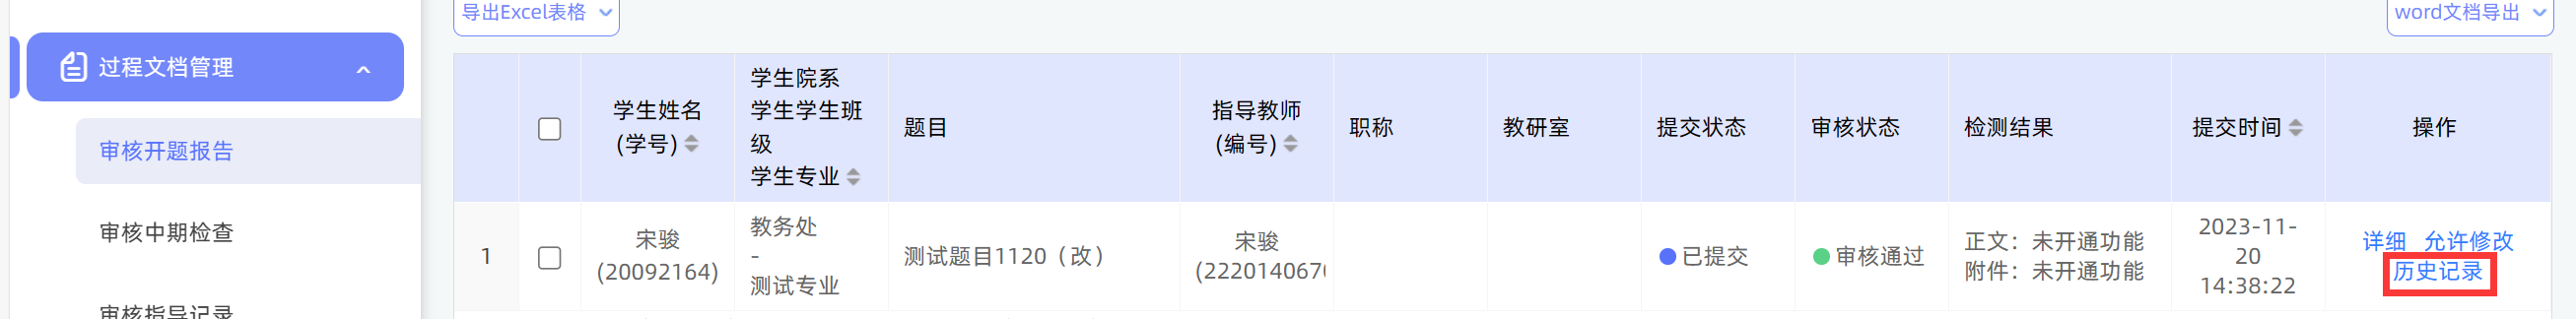 导出Excel表格
word文档导出
过程文档管理
审核开题报告
审核中期检查
审核指导记录
学生姓名
(学号)
学生院系
学生学生班
级
学生专业
题目
指导教师
(编号)
职称
教研室
提交状态
审核状态
检测结果
提交时间
操作
1
宋骏
(20092164)
教务处
-
测试专业
测试题目1120（改）
宋骏
(222014067
已提交
审核通过
正文：未开通功能
附件：未开通功能
2023-11-
20
14:38:22
详细 允许修改
历史记录